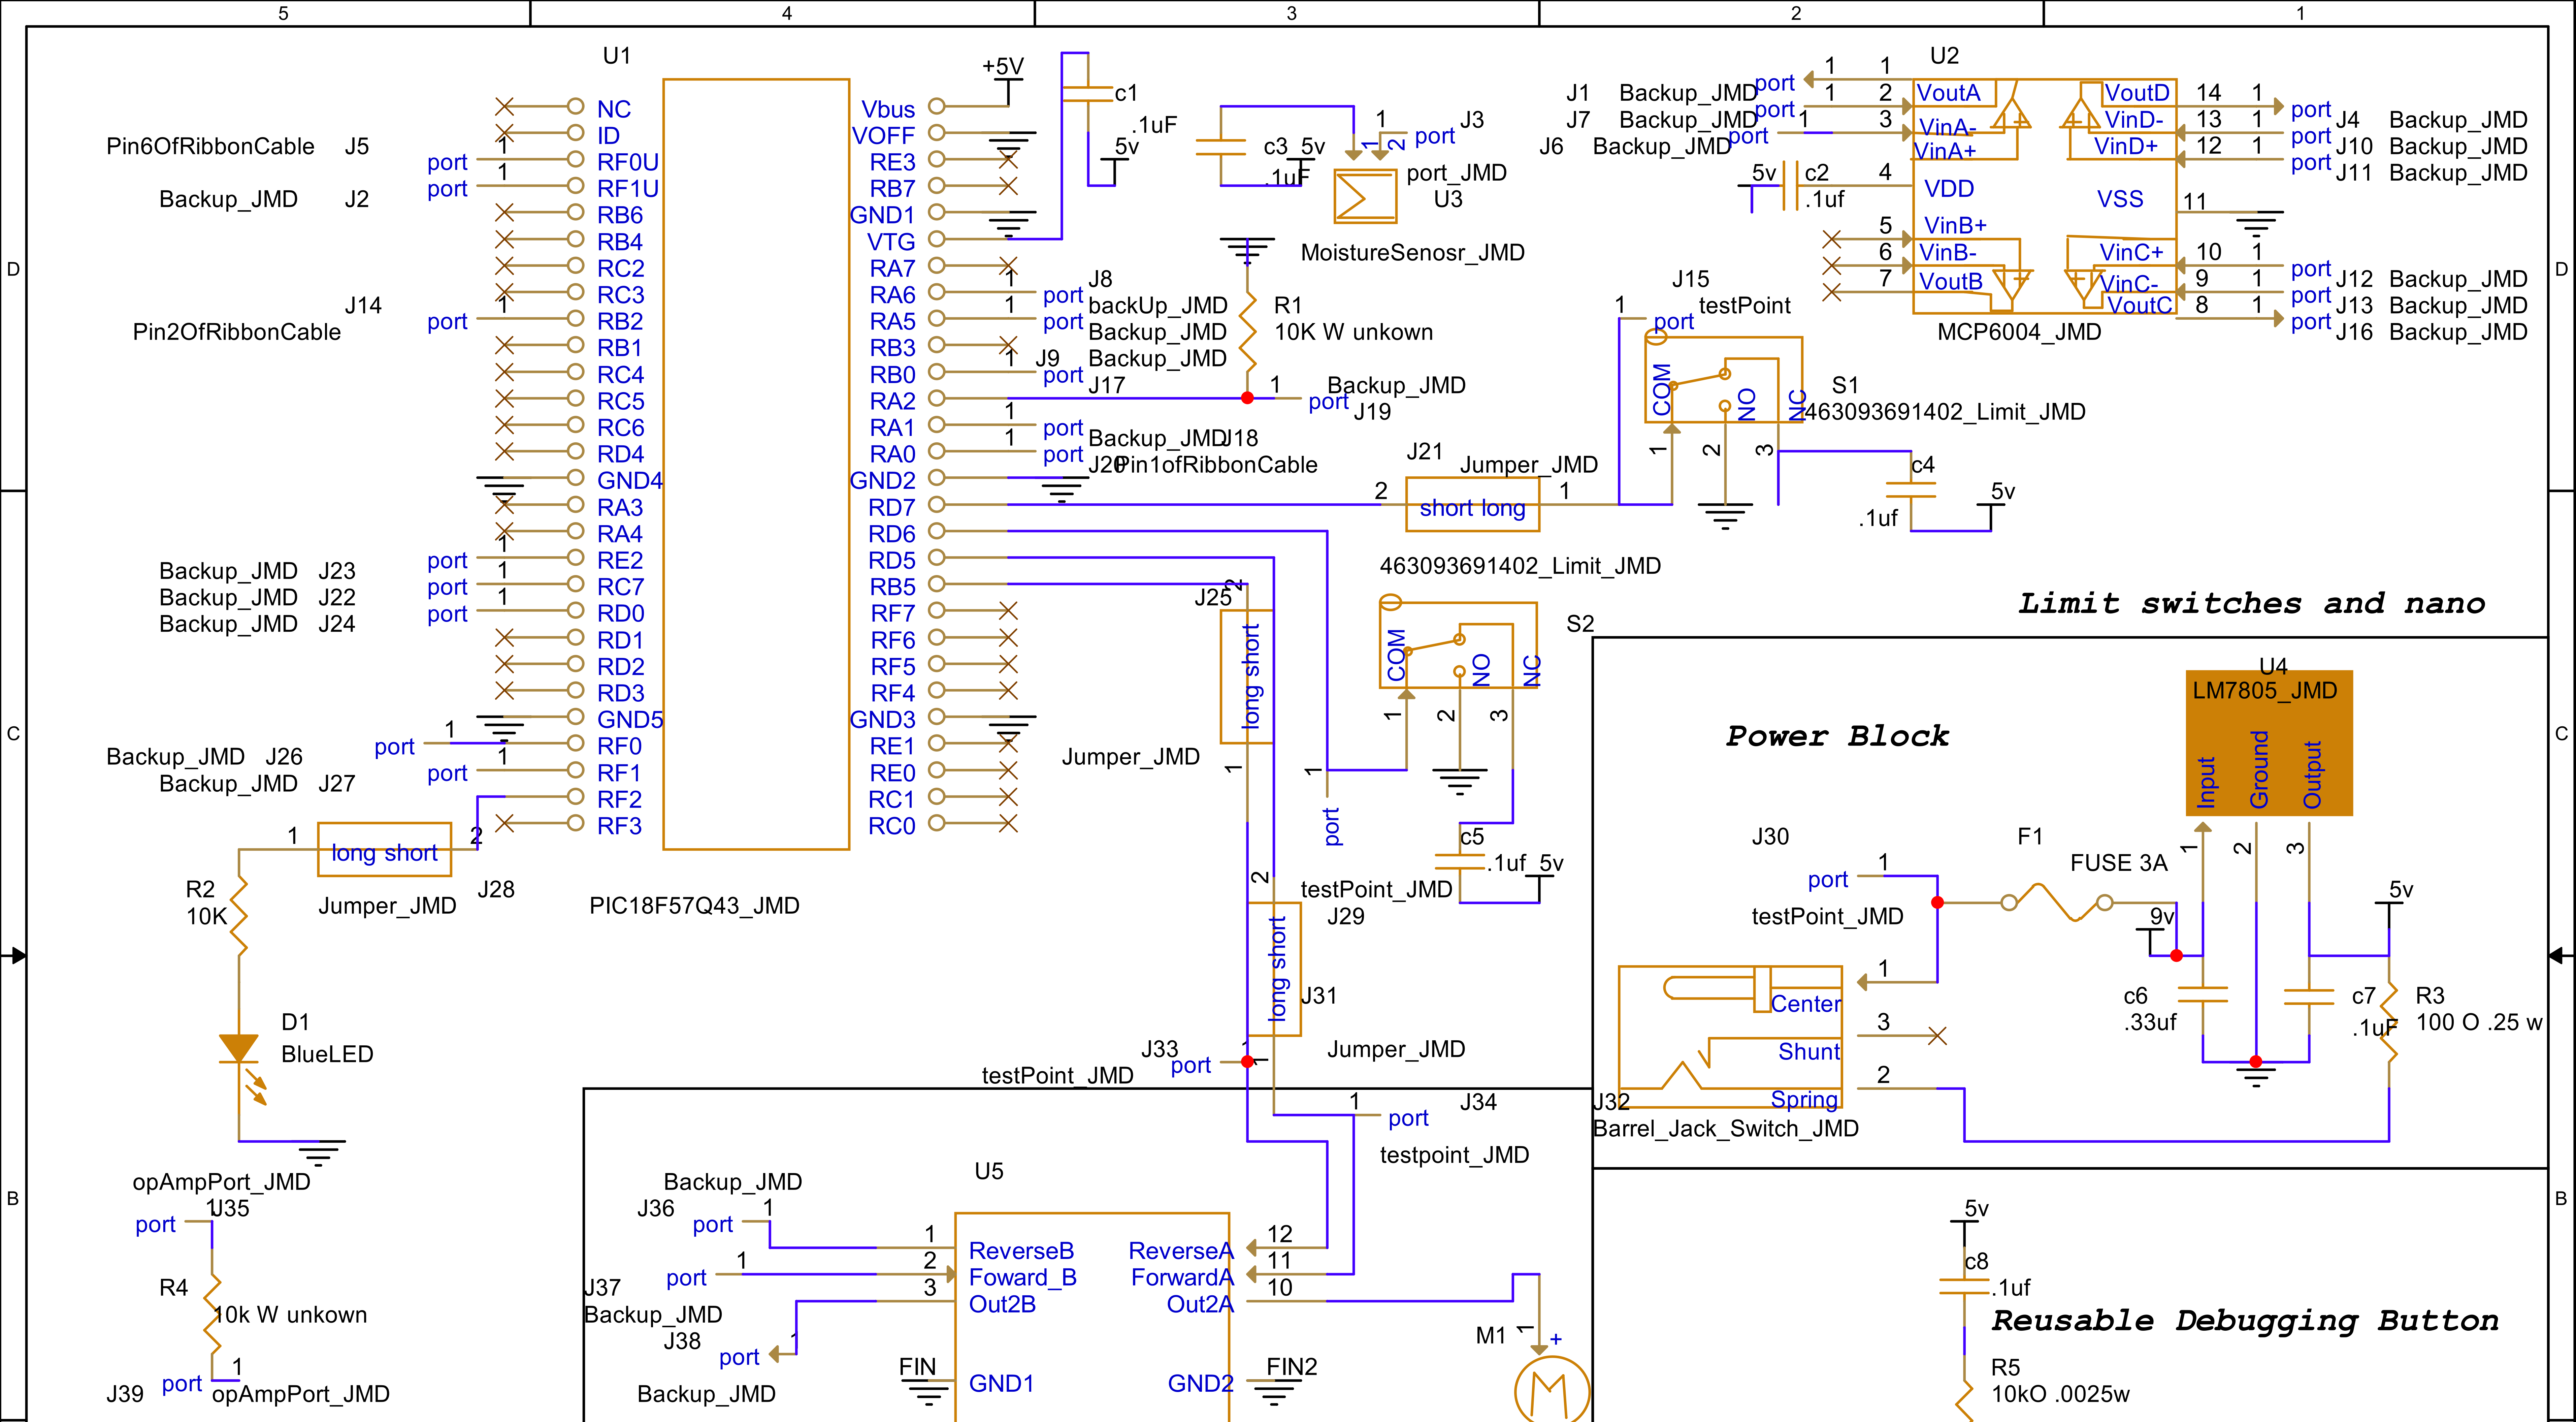 5 4 3 2 1
U1
NC
ID
RF0U
RF1U
RB6
RB4
RC2
RC3
RB2
RB1
RC4
RC5
RC6
RD4
GND4
RA3
RA4
RE2
RC7
RD0
RD1
RD2
RD3
GND5
RF0
RF1
RF2
RF3
Vbus
VOFF
RE3
RB7
GND1
VTG
RA7
RA6
RA5
RB3
RB0
RA2
RA1
RA0
GND2
RD7
RD6
RD5
RB5
RF7
RF6
RF5
RF4
GND3
RE1
RE0
RC1
RC0
PIC18F57Q43_JMD
Pin6OfRibbonCable J5
port 1
Backup_JMD J2
port 1
J14
Pin2OfRibbonCable
port 1
Backup_JMD J23
Backup_JMD J22
Backup_JMD J24
port 1
port 1
port 1
port 1
Backup_JMD J26
Backup_JMD J27
port 1
1 long short 2
J28
Jumper_JMD
R2
10K
D1
BlueLED
opAmpPort_JMD
1 J35
port
R4
10k W unkown
J39 port 1
opAmpPort_JMD
+5V
c1
.1uF
5v
c3 5v
.1uF
1 J3
port
1 2
port_JMD
U3
MoistureSenosr_JMD
J8
1 port
backUp_JMD
1 port
Backup_JMD
J9 Backup_JMD
1 port
J17
R1
10K W unkown
1 Backup_JMD
port J19
1 port
Backup_JMD J18
1 port
J20 Pin1ofRibbonCable
J15
1 testPoint
port
S1
463093691402_Limit_JMD
COM NO NC
1 2 3
J21
Jumper_JMD
2 short long 1
c4
.1uf
5v
463093691402_Limit_JMD
S2
COM NO NC
1 2 3
1 port
c5
.1uf 5v
testPoint_JMD
J29
J25
2 long short 1
Jumper_JMD
2 long short 1
J31
Jumper_JMD
J33
port 1
testPoint_JMD
1 port
J34
testpoint_JMD
U2
J1 Backup_JMD
J7 Backup_JMD
J6 Backup_JMD
port 1 1 VoutA
port 1 2 VinA-
port 1 3 VinA+
5v c2 4 VDD
.1uf
5 VinB+
6 VinB-
7 VoutB
VoutD 14 1 port
VinD- 13 1 port
VinD+ 12 1 port
VSS 11
VinC+ 10 1 port
VinC- 9 1 port
VoutC 8 1 port
J4 Backup_JMD
J10 Backup_JMD
J11 Backup_JMD
J12 Backup_JMD
J13 Backup_JMD
J16 Backup_JMD
MCP6004_JMD
Limit switches and nano
Power Block
U4
LM7805_JMD
Input Ground Output
1 2 3
J30
port 1
testPoint_JMD
F1
FUSE 3A
9v
5v
c6
.33uf
c7
.1uF
R3
100 O .25 w
Center 1
Shunt 3
Spring 2
J32
Barrel_Jack_Switch_JMD
U5
Backup_JMD
J36 1
port
1 ReverseB
port 1 2 Foward_B
J37
Backup_JMD
3 Out2B
J38 1
port
Backup_JMD
ReverseA 12
ForwardA 11
Out2A 10
FIN GND1
GND2 FIN2
M1 1 +
M
5v
c8
.1uf
Reusable Debugging Button
R5
10kO .0025w
D
C
B
D
C
B